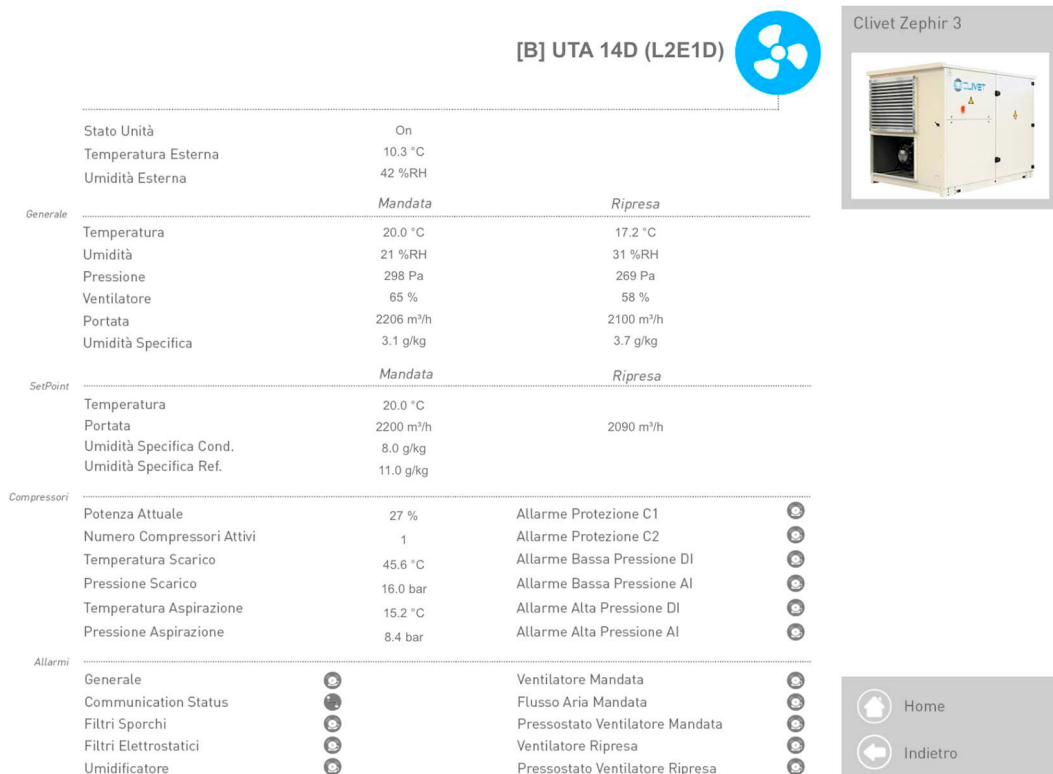 Clivet Zephir 3
[B] UTA 14D (L2E1D)
CLIVET
Stato Unità On
Temperatura Esterna 10.3 °C
Umidità Esterna 42 %RH
Mandata Ripresa
Generale
Temperatura 20.0 °C 17.2 °C
Umidità 21 %RH 31 %RH
Pressione 298 Pa 269 Pa
Ventilatore 65 % 58 %
Portata 2206 m³/h 2100 m³/h
Umidità Specifica 3.1 g/kg 3.7 g/kg
Mandata Ripresa
SetPoint
Temperatura 20.0 °C
Portata 2200 m³/h 2090 m³/h
Umidità Specifica Cond. 8.0 g/kg
Umidità Specifica Ref. 11.0 g/kg
Compressori
Potenza Attuale 27 % Allarme Protezione C1
Numero Compressori Attivi 1 Allarme Protezione C2
Temperatura Scarico 45.6 °C Allarme Bassa Pressione DI
Pressione Scarico 16.0 bar Allarme Bassa Pressione AI
Temperatura Aspirazione 15.2 °C Allarme Alta Pressione DI
Pressione Aspirazione 8.4 bar Allarme Alta Pressione AI
Allarmi
Generale Ventilatore Mandata
Communication Status Flusso Aria Mandata
Filtri Sporchi Pressostato Ventilatore Mandata
Filtri Elettrostatici Ventilatore Ripresa
Umidificatore Pressostato Ventilatore Ripresa
Home
Indietro